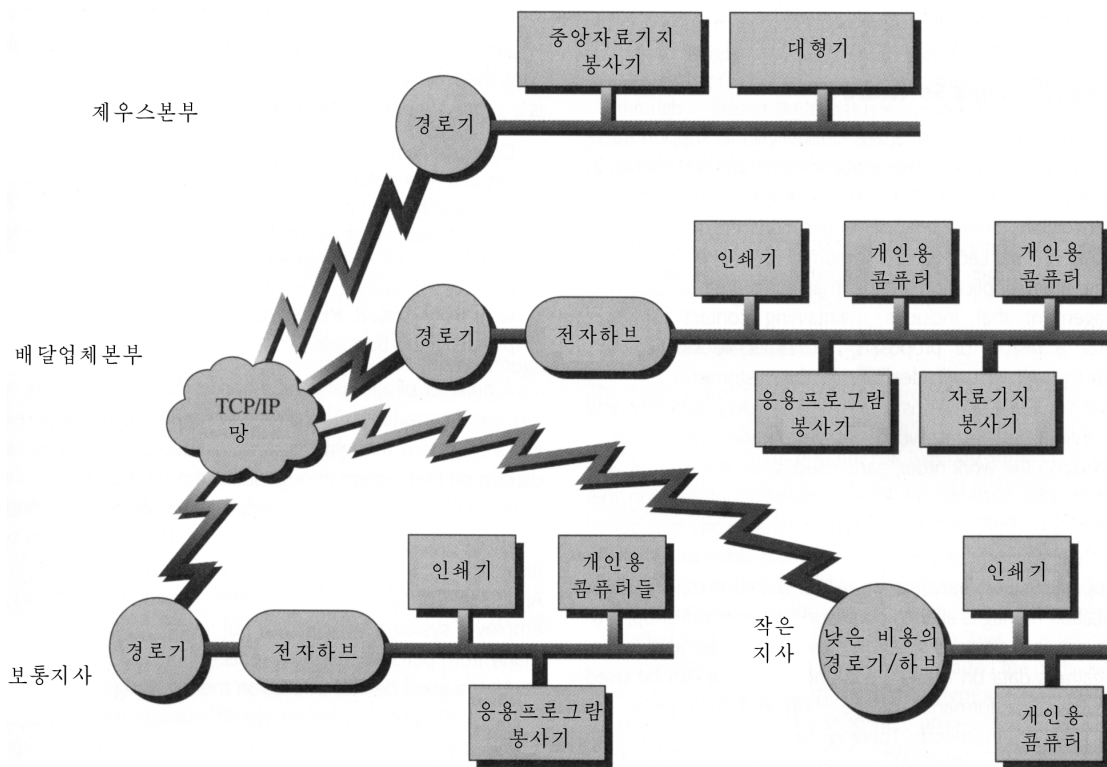 중앙자료기지
봉사기
대형기
제우스본부
경로기
인쇄기
개인용
콤퓨터
개인용
콤퓨터
배달업체본부
경로기
전자하브
TCP/IP
망
응용프로그람
봉사기
자료기지
봉사기
인쇄기
개인용
콤퓨터들
보통지사
경로기
전자하브
응용프로그람
봉사기
작은
지사
낮은 비용의
경로기/하브
인쇄기
개인용
콤퓨터